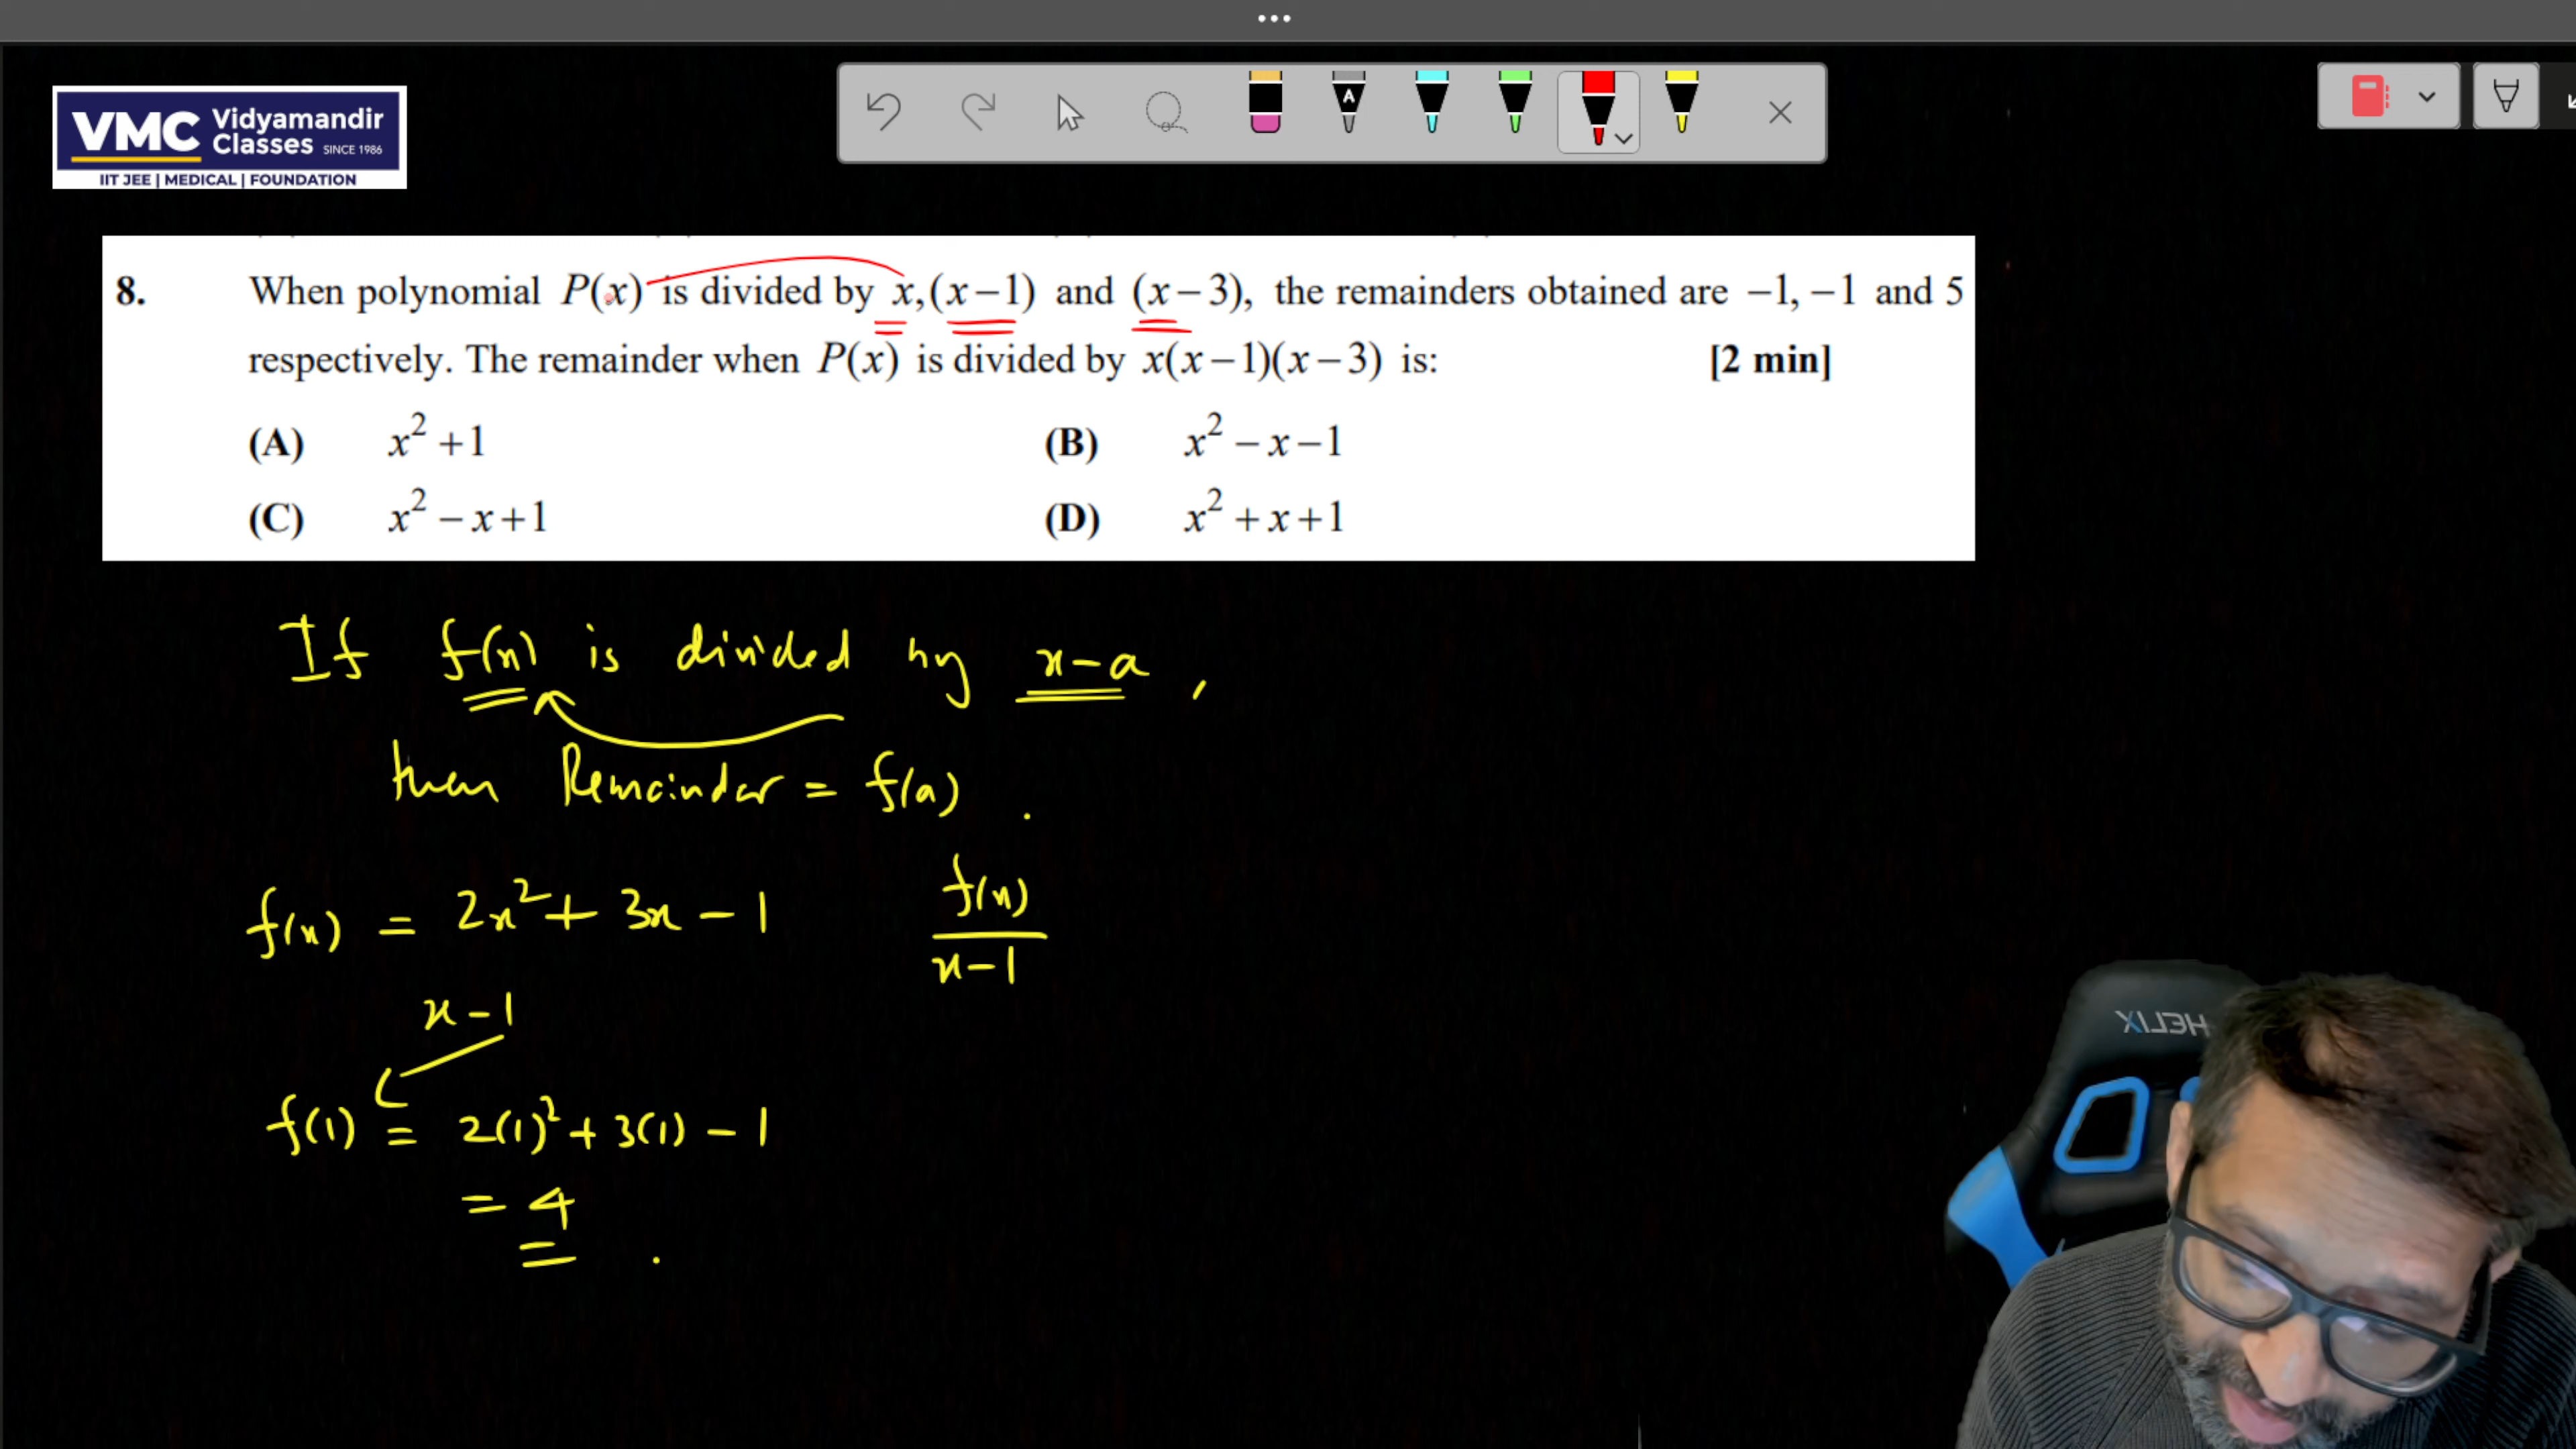 VMC Vidyamandir Classes SINCE 1986
IIT JEE | MEDICAL | FOUNDATION
8. When polynomial P(x) is divided by x, (x−1) and (x−3), the remainders obtained are −1, −1 and 5
respectively. The remainder when P(x) is divided by x(x−1)(x−3) is: [2 min]
(A) x² + 1 (B) x² − x − 1
(C) x² − x + 1 (D) x² + x + 1
If f(x) is divided by x−a,
then Remainder = f(a).
f(x) = 2x² + 3x − 1
f(x)
x−1
x−1
f(1) = 2(1)² + 3(1) − 1
= 4
HELIX
A